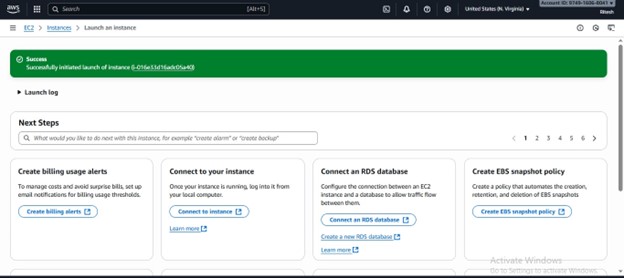 aws
Search
[Alt+S]
United States (N. Virginia)
EC2 > Instances > Launch an instance
Success
Successfully initiated launch of instance (i-016e33d16adc05a40)
Launch log
Next Steps
What would you like to do next with this instance, for example "create alarm" or "create backup"
1 2 3 4 5 6
Create billing usage alerts
To manage costs and avoid surprise bills, set up
email notifications for billing usage thresholds.
Create billing alerts
Connect to your instance
Once your instance is running, log into it from
your local computer.
Connect to instance
Learn more
Connect an RDS database
Configure the connection between an EC2
instance and a database to allow traffic flow
between them.
Connect an RDS database
Create a new RDS database
Learn more
Create EBS snapshot policy
Create a policy that automates the creation,
retention, and deletion of EBS snapshots
Create EBS snapshot policy
Activate Windows
Go to Settings to activate Windows.